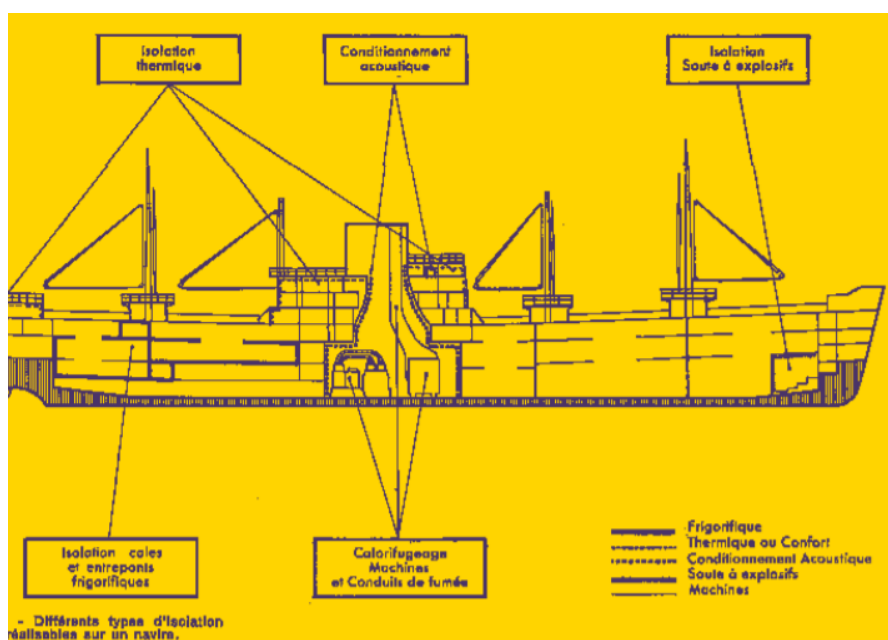 Isolation
thermique
Conditionnement
acoustique
Isolation
Soute à explosifs
Isolation cales
et entreponts
frigorifiques
Calorifugeage
Machines
et Conduits de fumée
Frigorifique
Thermique ou Confort
Conditionnement Acoustique
Soute à explosifs
Machines
- Différents types d'isolation
réalisables sur un navire.